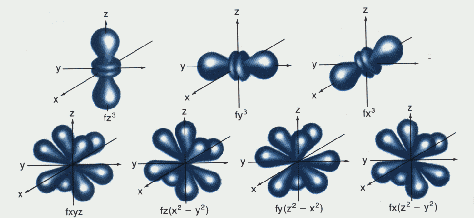 z
y
x
fz³
z
y
x
fy³
z
y
x
fx³
z
y
x
fxyz
z
y
x
fz(x² – y²)
z
y
x
fy(z² – x²)
z
y
x
fx(z² – y²)